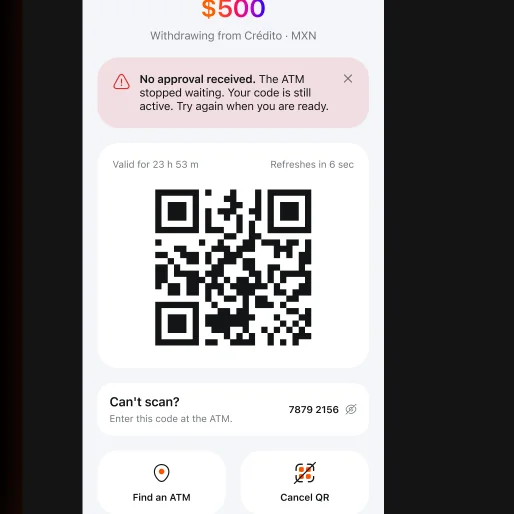 $500
Withdrawing from Crédito · MXN
No approval received. The ATM
stopped waiting. Your code is still
active. Try again when you are ready.
Valid for 23 h 53 m
Refreshes in 6 sec
Can't scan?
Enter this code at the ATM.
7879 2156
Find an ATM
Cancel QR